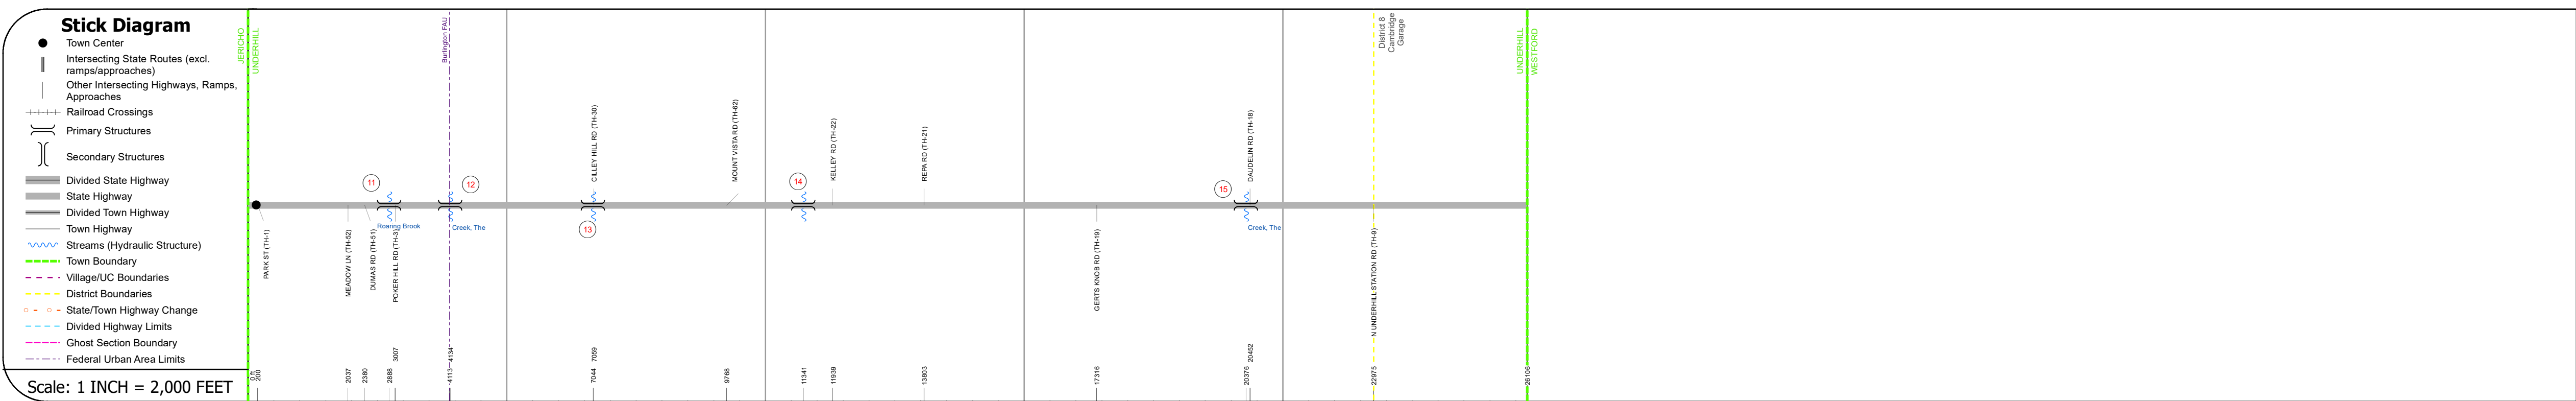 Stick Diagram
Town Center
Intersecting State Routes (excl.
ramps/approaches)
Other Intersecting Highways, Ramps,
Approaches
Railroad Crossings
Primary Structures
Secondary Structures
Divided State Highway
State Highway
Divided Town Highway
Town Highway
Streams (Hydraulic Structure)
Town Boundary
Village/UC Boundaries
District Boundaries
State/Town Highway Change
Divided Highway Limits
Ghost Section Boundary
Federal Urban Area Limits
Scale: 1 INCH = 2,000 FEET
JERICHO
UNDERHILL
Burlington FAU
District 8
Cambridge
Garage
UNDERHILL
WESTFORD
CILLEY HILL RD (TH-30)
MOUNT VISTA RD (TH-62)
KELLEY RD (TH-22)
REPA RD (TH-21)
DAUDELIN RD (TH-18)
11
12
13
14
15
Roaring Brook
Creek, The
Creek, The
PARK ST (TH-1)
MEADOW LN (TH-52)
DUMAS RD (TH-51)
POKER HILL RD (TH-3)
GERTS KNOB RD (TH-19)
N UNDERHILL STATION RD (TH-9)
0 ft
200
2037
2380
2888
3007
4113
4134
7044
7059
9768
11341
11939
13803
17316
20376
20452
22975
26106